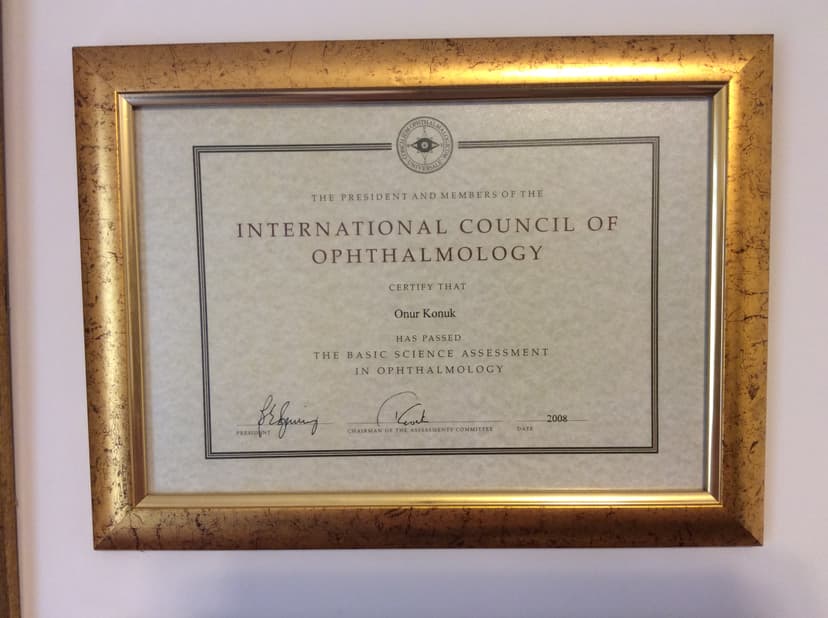 THE PRESIDENT AND MEMBERS OF THE
INTERNATIONAL COUNCIL OF
OPHTHALMOLOGY
CERTIFY THAT
Onur Konuk
HAS PASSED
THE BASIC SCIENCE ASSESSMENT
IN OPHTHALMOLOGY
2008
PRESIDENT CHAIRMAN OF THE ASSESSMENTS COMMITTEE DATE